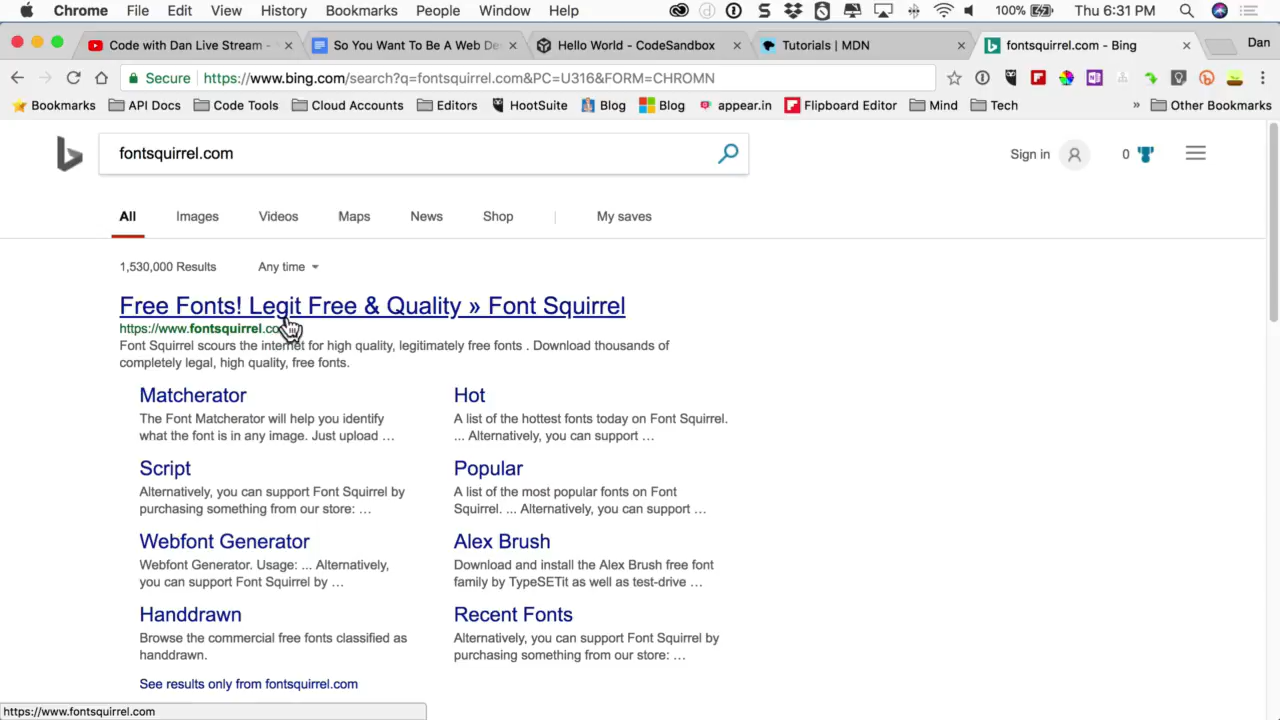 Chrome File Edit View History Bookmarks People Window Help 100% Thu 6:31 PM
Code with Dan Live Stream - So You Want To Be A Web De Hello World - CodeSandbox Tutorials | MDN fontsquirrel.com - Bing Dan
Secure https://www.bing.com/search?q=fontsquirrel.com&PC=U316&FORM=CHROMN
Bookmarks API Docs Code Tools Cloud Accounts Editors HootSuite Blog Blog appear.in Flipboard Editor Mind Tech » Other Bookmarks
fontsquirrel.com
Sign in 0
All Images Videos Maps News Shop | My saves
1,530,000 Results Any time
Free Fonts! Legit Free & Quality » Font Squirrel
https://www.fontsquirrel.co
Font Squirrel scours the internet for high quality, legitimately free fonts . Download thousands of
completely legal, high quality, free fonts.
Matcherator
The Font Matcherator will help you identify
what the font is in any image. Just upload …
Hot
A list of the hottest fonts today on Font Squirrel.
... Alternatively, you can support …
Script
Alternatively, you can support Font Squirrel by
purchasing something from our store: …
Popular
A list of the most popular fonts on Font
Squirrel. ... Alternatively, you can support …
Webfont Generator
Webfont Generator. Usage: ... Alternatively,
you can support Font Squirrel by …
Alex Brush
Download and install the Alex Brush free font
family by TypeSETit as well as test-drive …
Handdrawn
Browse the commercial free fonts classified as
handdrawn.
Recent Fonts
Alternatively, you can support Font Squirrel by
purchasing something from our store: …
See results only from fontsquirrel.com
https://www.fontsquirrel.com